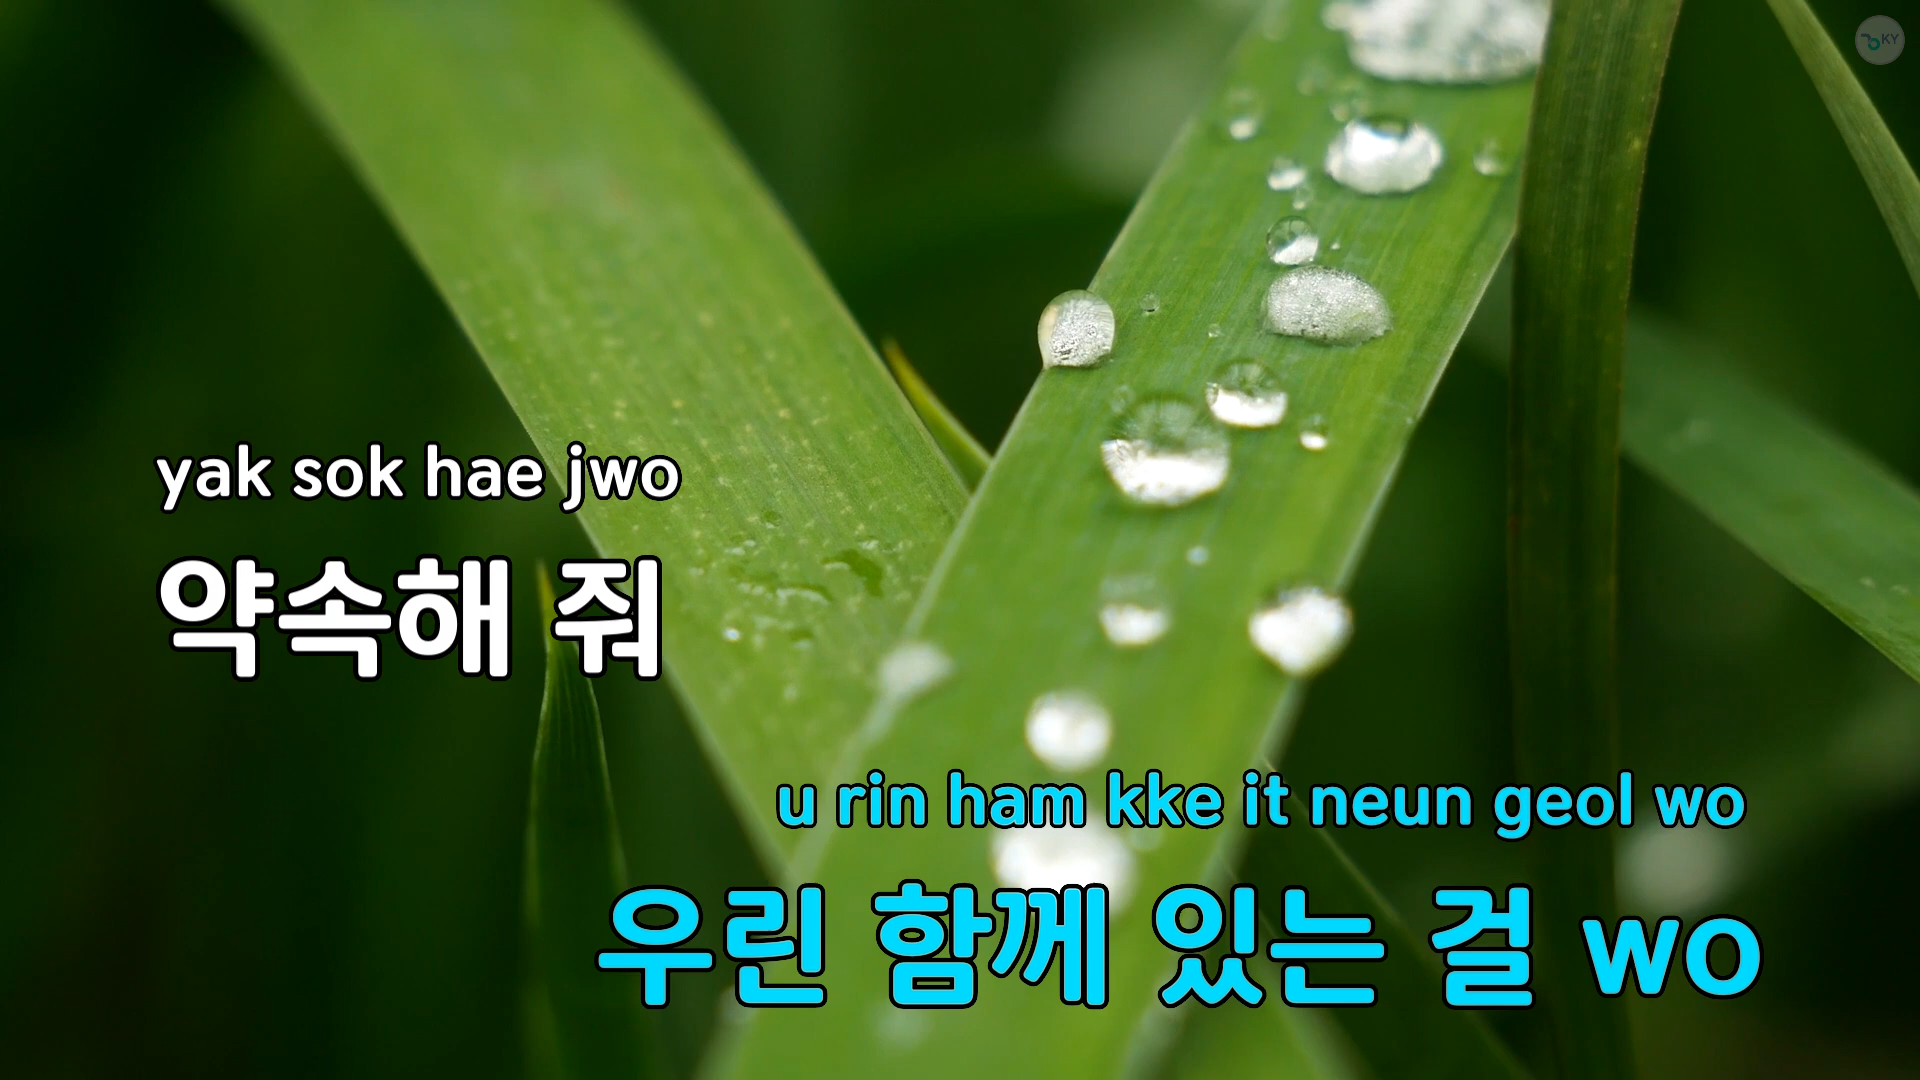 KY
yak sok hae jwo
약속해 줘
u rin ham kke it neun geol wo
우린 함께 있는 걸 wo